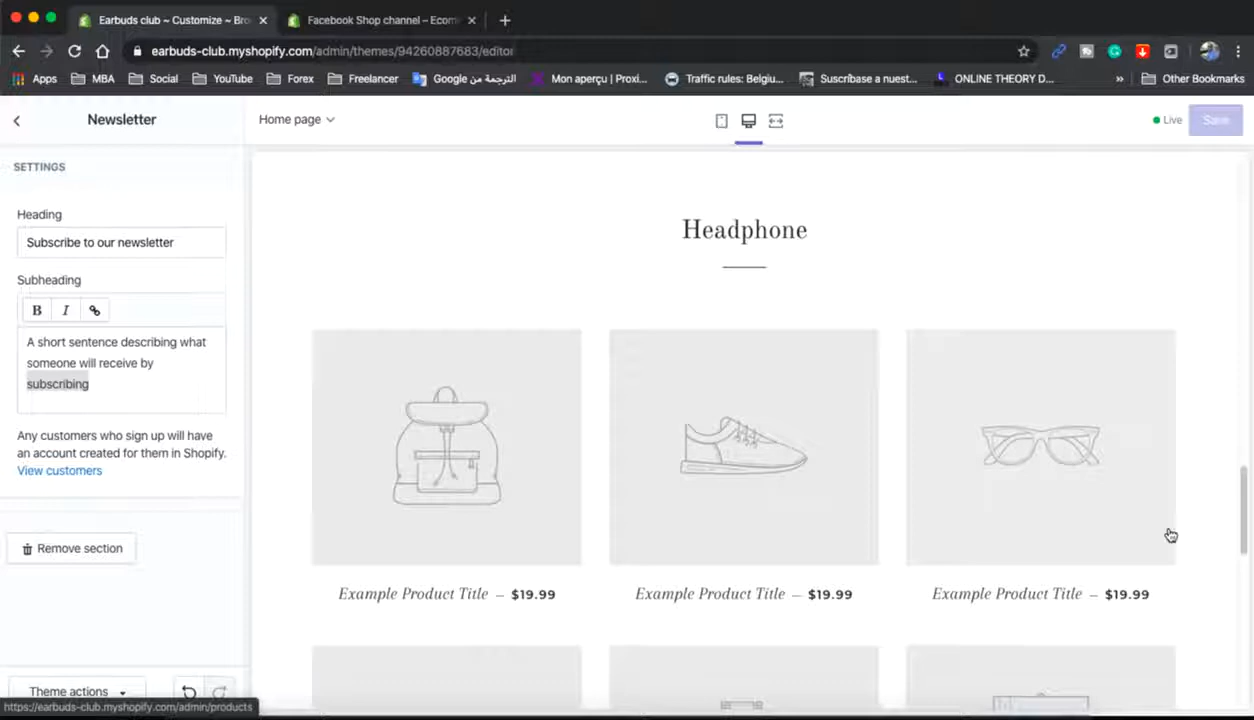 Earbuds club ~ Customize ~ Bro
Facebook Shop channel – Ecom
earbuds-club.myshopify.com/admin/themes/94260887683/editor
Apps
MBA
Social
YouTube
Forex
Freelancer
الترجمة من Google
Mon aperçu | Proxi...
Traffic rules: Belgiu...
Suscríbase a nuest...
ONLINE THEORY D...
»
Other Bookmarks
Newsletter
Home page
Live
Save
SETTINGS
Heading
Subscribe to our newsletter
Subheading
B I
A short sentence describing what
someone will receive by
subscribing
Any customers who sign up will have
an account created for them in Shopify.
View customers
Remove section
Theme actions
https://earbuds-club.myshopify.com/admin/products
Headphone
Example Product Title – $19.99
Example Product Title – $19.99
Example Product Title – $19.99